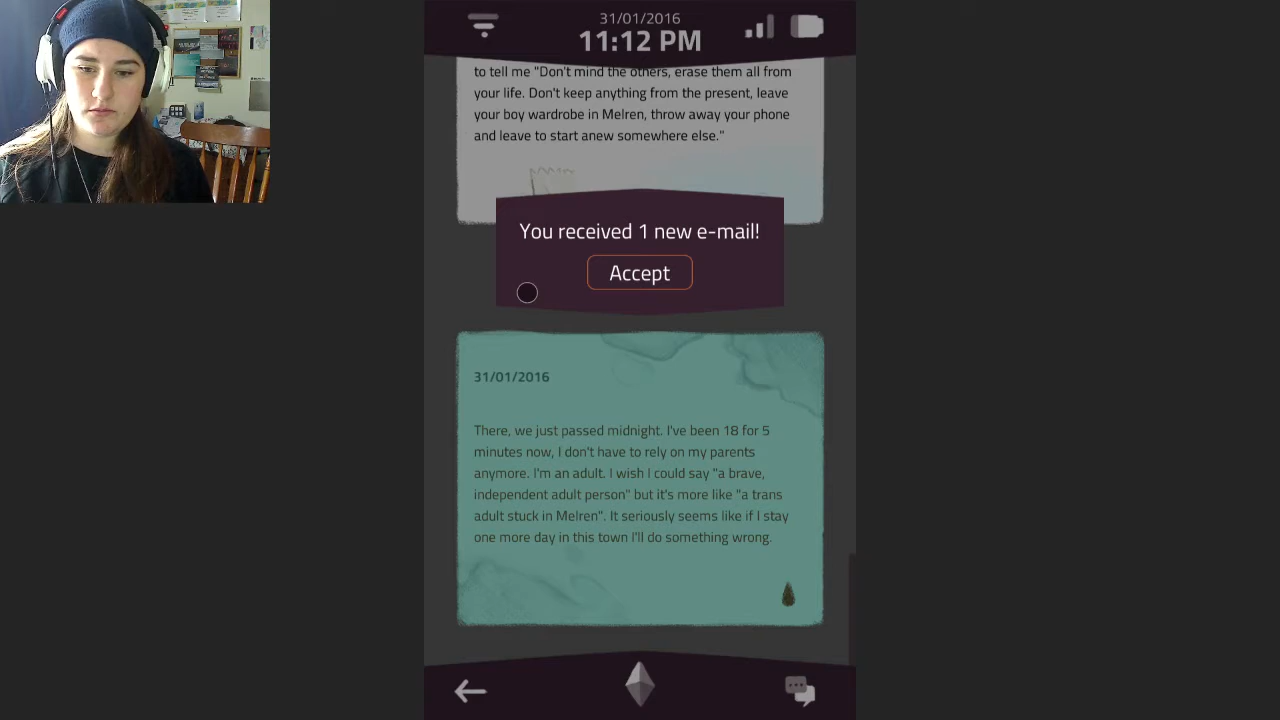 31/01/2016
11:12 PM
to tell me "Don't mind the others, erase them all from
your life. Don't keep anything from the present, leave
your boy wardrobe in Melren, throw away your phone
and leave to start anew somewhere else."
You received 1 new e-mail!
Accept
31/01/2016
There, we just passed midnight. I've been 18 for 5
minutes now, I don't have to rely on my parents
anymore. I'm an adult. I wish I could say "a brave,
independent adult person" but it's more like "a trans
adult stuck in Melren". It seriously seems like if I stay
one more day in this town I'll do something wrong.